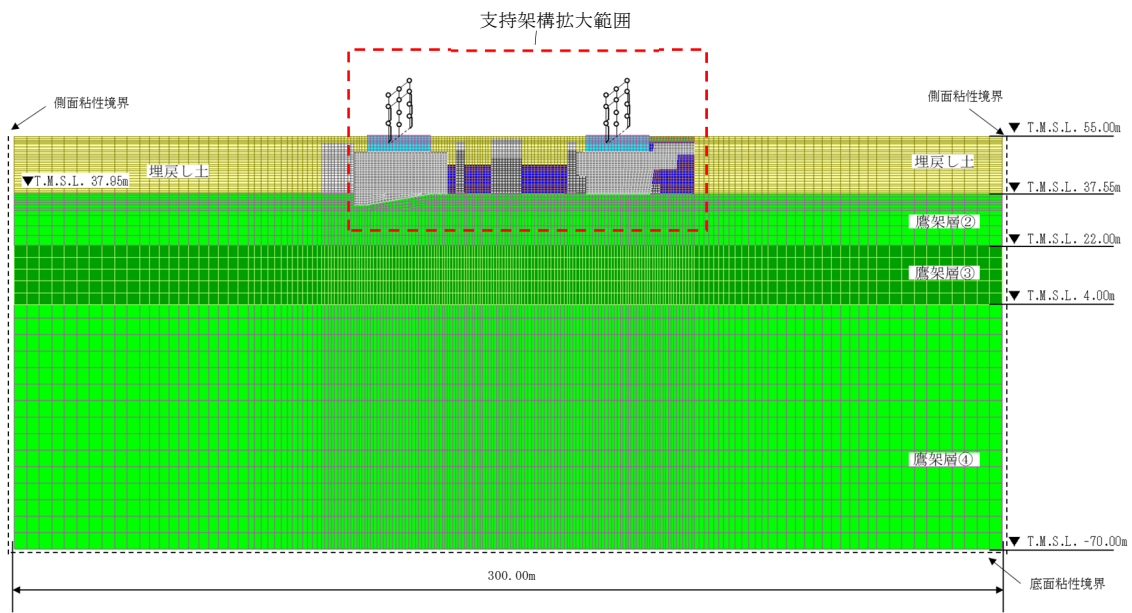 支持架構拡大範囲
側面粘性境界
側面粘性境界
▼ T.M.S.L. 55.00m
埋戻し土
埋戻し土
▼T.M.S.L. 37.85m
▼ T.M.S.L. 37.55m
鷹架層②
▼ T.M.S.L. 22.00m
鷹架層③
▼ T.M.S.L. 4.00m
鷹架層④
▼ T.M.S.L. -70.00m
300.00m
底面粘性境界